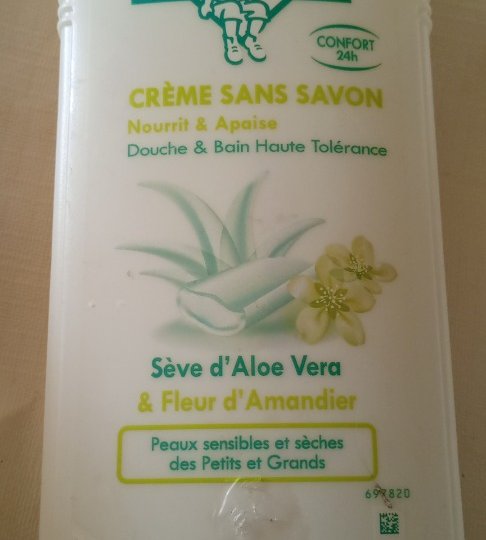 CONFORT
24h
CRÈME SANS SAVON
Nourrit & Apaise
Douche & Bain Haute Tolérance
Sève d'Aloe Vera
& Fleur d'Amandier
Peaux sensibles et sèches
des Petits et Grands